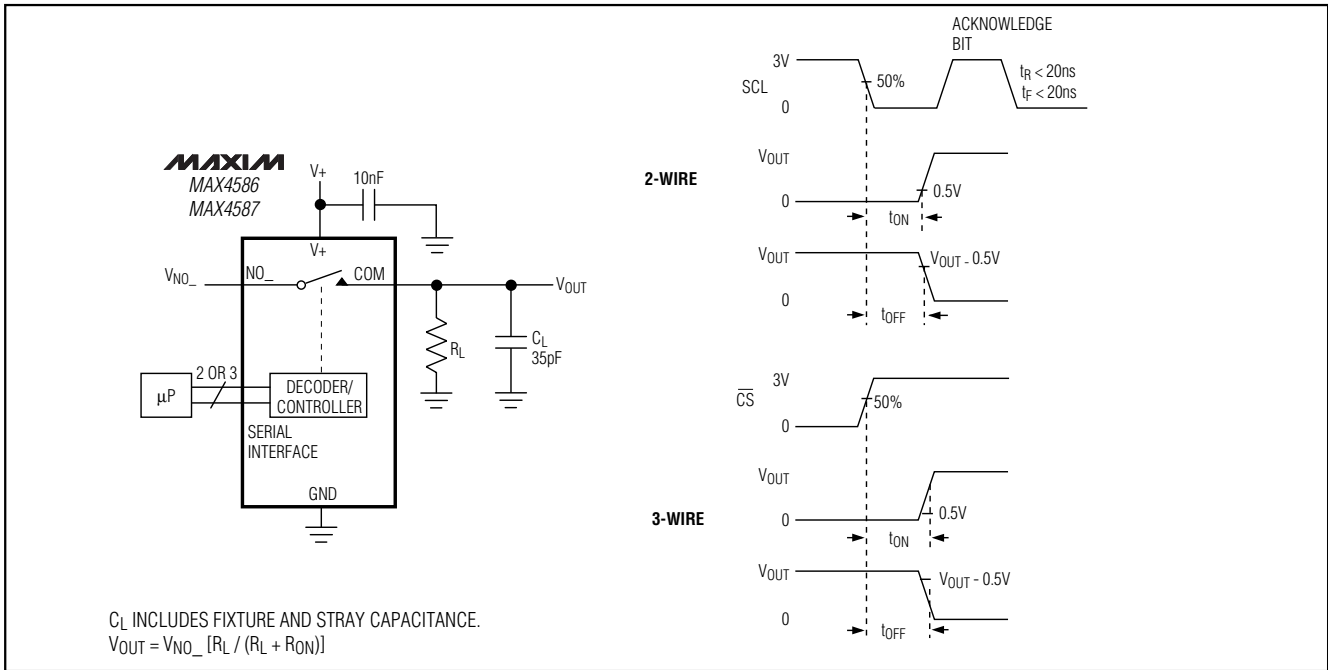 MAXIM
MAX4586
MAX4587
V+
10nF
V+
VNO_
NO_
COM
VOUT
RL
CL
35pF
µP
2 OR 3
DECODER/
CONTROLLER
SERIAL
INTERFACE
GND
CL INCLUDES FIXTURE AND STRAY CAPACITANCE.
VOUT = VNO_ [RL / (RL + RON)]
2-WIRE
ACKNOWLEDGE
BIT
3V
SCL
0
50%
tR < 20ns
tF < 20ns
VOUT
0
0.5V
tON
VOUT
0
VOUT - 0.5V
tOFF
3-WIRE
3V
CS
0
50%
VOUT
0
0.5V
tON
VOUT
0
VOUT - 0.5V
tOFF